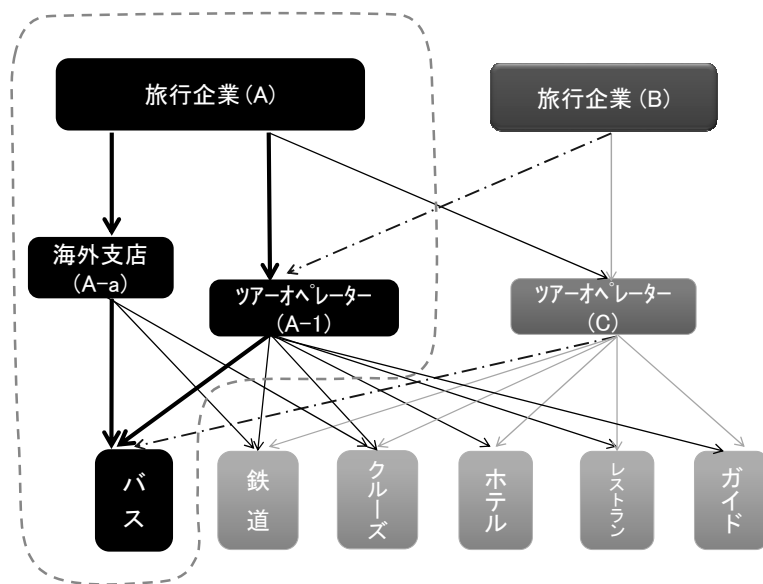 旅行企業(A)
旅行企業(B)
海外支店
(A-a)
ツアーオペレーター
(A-1)
ツアーオペレーター
(C)
バス
鉄道
クルーズ
ホテル
レストラン
ガイド